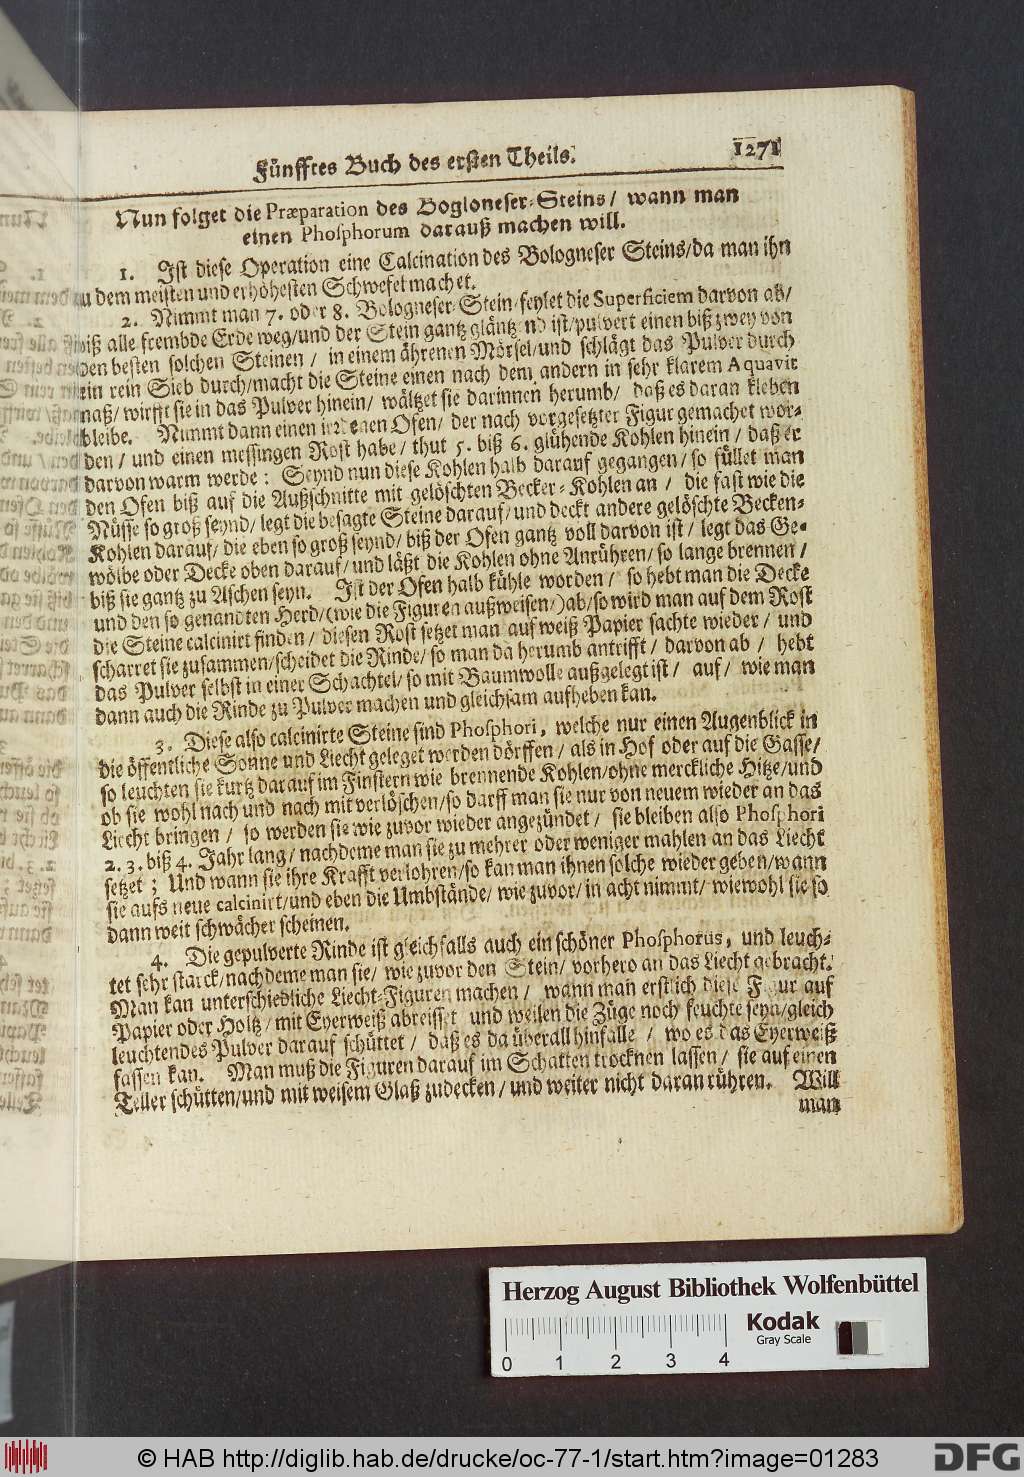 Fünfftes Buch des ersten Theils.
1271
Nun folget die Præparation des Bogloneser-Steins/ wann man
einen Phosphorum darauß machen will.
1. Ist diese Operation eine Calcination des Bologneser Steins/da man ihn
zu dem meisten und erhöhesten Schwefel machet.
2. Nimmt man 7. oder 8. Bologneser-Stein/feylet die Superficiem darvon ab/
biß alle frembde Erde weg/und der Stein gantz gläntzend ist/pulvert einen biß zwey von
den besten solchen Steinen / in einem ährenen Mörsel/und schlägt das Pulver durch
ein rein Sieb durch/macht die Steine einen nach dem andern in sehr klarem Aquavit
naß/ wirfft sie in das Pulver hinein/ wältzet sie darinnen herumb/ daß es daran kleben
bleibe. Nimmt dann einen irrdenen Ofen/ der nach vorgesetzter Figur gemachet wor-
den / und einen messingen Rost habe/ thut 5. biß 6. glühende Kohlen hinein / daß er
darvon warm werde: Seynd nun diese Kohlen halb darauf gegangen/ so füllet man
den Ofen biß auf die Außschnitte mit gelöschten Becker-Kohlen an / die fast wie die
Nüsse so groß seynd/ legt die besagte Steine darauf/und deckt andere gelöschte Becken-
Kohlen darauf/ die eben so groß seynd/ biß der Ofen gantz voll darvon ist / legt das Ge-
wölbe oder Decke oben darauf/ und läßt die Kohlen ohne Anrühren/ so lange brennen /
biß sie gantz zu Aschen seyn. Ist der Ofen halb kühle worden/ so hebt man die Decke
und den so genandten Herd/(wie die Figuren außweisen/)ab/so wird man auf dem Rost
die Steine calcinirt finden / diesen Rost setzet man auf weiß Papier sachte wieder / und
scharret sie zusammen/scheidet die Rinde/ so man da herumb antrifft / darvon ab / hebt
das Pulver selbst in einer Schachtel/ so mit Baumwolle außgelegt ist / auf / wie man
dann auch die Rinde zu Pulver machen und gleichsam aufheben kan.
3. Diese also calcinirte Steine sind Phosphori, welche nur einen Augenblick in
die öffentliche Sonne und Liecht geleget werden dörffen / als in Hof oder auf die Gasse/
so leuchten sie kurtz darauf im Finstern wie brennende Kohlen/ohne merckliche Hitze/und
ob sie wohl nach und nach mit verlöschen/so darff man sie nur von neuem wieder an das
Liecht bringen / so werden sie wie zuvor wieder angezündet / sie bleiben also Phosphori
2. 3. biß 4. Jahr lang/ nachdeme man sie zu mehrer oder weniger mahlen an das Liecht
setzet ; Und wann sie ihre Krafft verlohren/so kan man ihnen solche wieder geben/wann
sie aufs neue calcinirt/und eben die Umbstände/ wie zuvor/ in acht nimmt/ wiewohl sie so
dann weit schwächer scheinen.
4. Die gepulverte Rinde ist gleichfalls auch ein schöner Phosphorus, und leuch-
tet sehr starck/nachdeme man sie/ wie zuvor den Stein/ vorhero an das Liecht gebracht.
Man kan unterschiedliche Liecht-Figuren machen / wann man erstlich diese Figur auf
Papier oder Holtz/ mit Eyerweiß abreisset / und weilen die Züge noch feuchte seyn/gleich
leuchtendes Pulver darauf schüttet / daß es da überall hinfalle / wo es das Eyerweiß
fassen kan. Man muß die Figuren darauf im Schatten trocknen lassen / sie auf einen
Teller schütten/und mit weisem Glaß zudecken/ und weiter nicht daran rühren. Will
man
Herzog August Bibliothek Wolfenbüttel
Kodak
Gray Scale
0 1 2 3 4
© HAB http://diglib.hab.de/drucke/oc-77-1/start.htm?image=01283
DFG